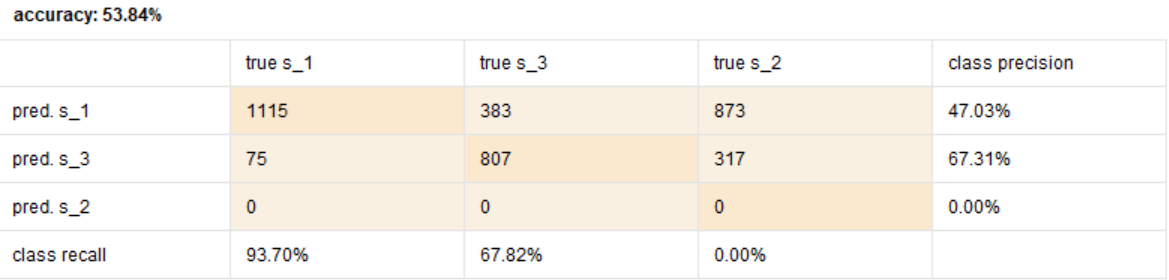 accuracy: 53.84%
true s_1 true s_3 true s_2 class precision
pred. s_1 1115 383 873 47.03%
pred. s_3 75 807 317 67.31%
pred. s_2 0 0 0 0.00%
class recall 93.70% 67.82% 0.00%